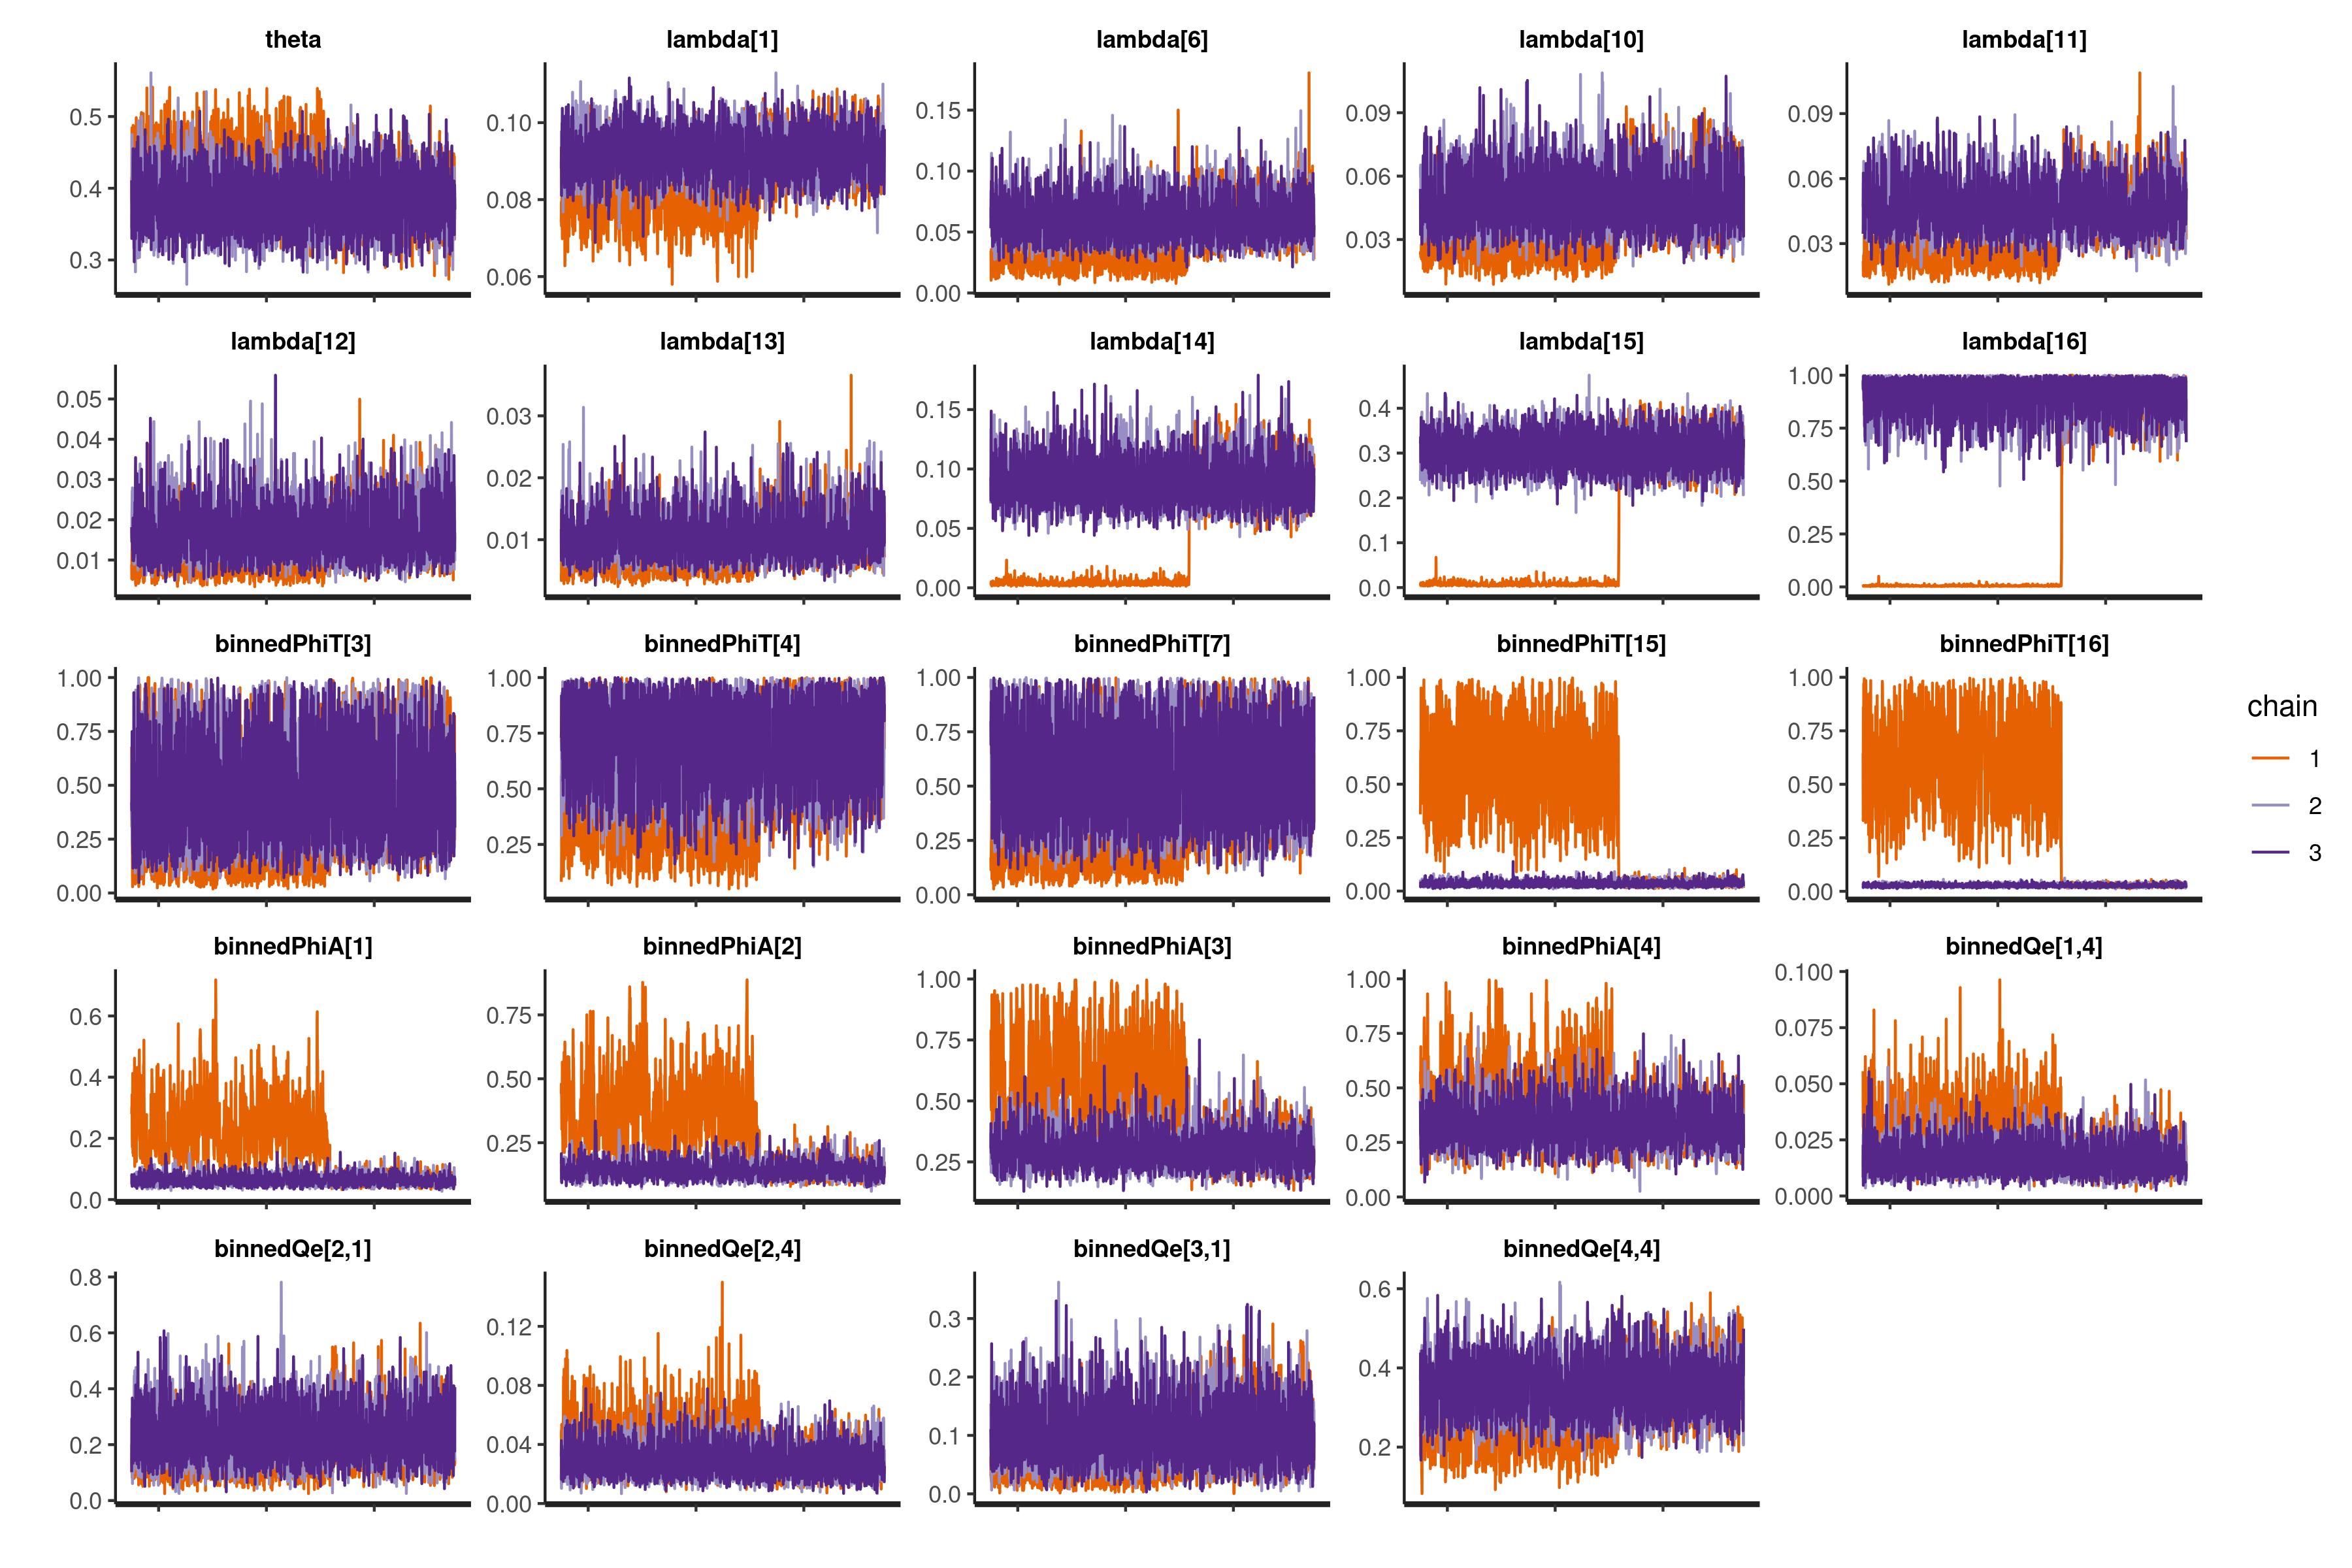 theta lambda[1] lambda[6] lambda[10] lambda[11]
0.5 0.4 0.3
0.10 0.08 0.06
0.15 0.10 0.05 0.00
0.09 0.06 0.03
0.09 0.06 0.03
lambda[12] lambda[13] lambda[14] lambda[15] lambda[16]
0.05 0.04 0.03 0.02 0.01
0.03 0.02 0.01
0.15 0.10 0.05 0.00
0.4 0.3 0.2 0.1 0.0
1.00 0.75 0.50 0.25 0.00
binnedPhiT[3] binnedPhiT[4] binnedPhiT[7] binnedPhiT[15] binnedPhiT[16]
1.00 0.75 0.50 0.25 0.00
1.00 0.75 0.50 0.25
1.00 0.75 0.50 0.25 0.00
1.00 0.75 0.50 0.25 0.00
1.00 0.75 0.50 0.25 0.00
chain
1
2
3
binnedPhiA[1] binnedPhiA[2] binnedPhiA[3] binnedPhiA[4] binnedQe[1,4]
0.6 0.4 0.2 0.0
0.75 0.50 0.25
1.00 0.75 0.50 0.25
1.00 0.75 0.50 0.25 0.00
0.100 0.075 0.050 0.025 0.000
binnedQe[2,1] binnedQe[2,4] binnedQe[3,1] binnedQe[4,4]
0.8 0.6 0.4 0.2 0.0
0.12 0.08 0.04 0.00
0.3 0.2 0.1 0.0
0.6 0.4 0.2